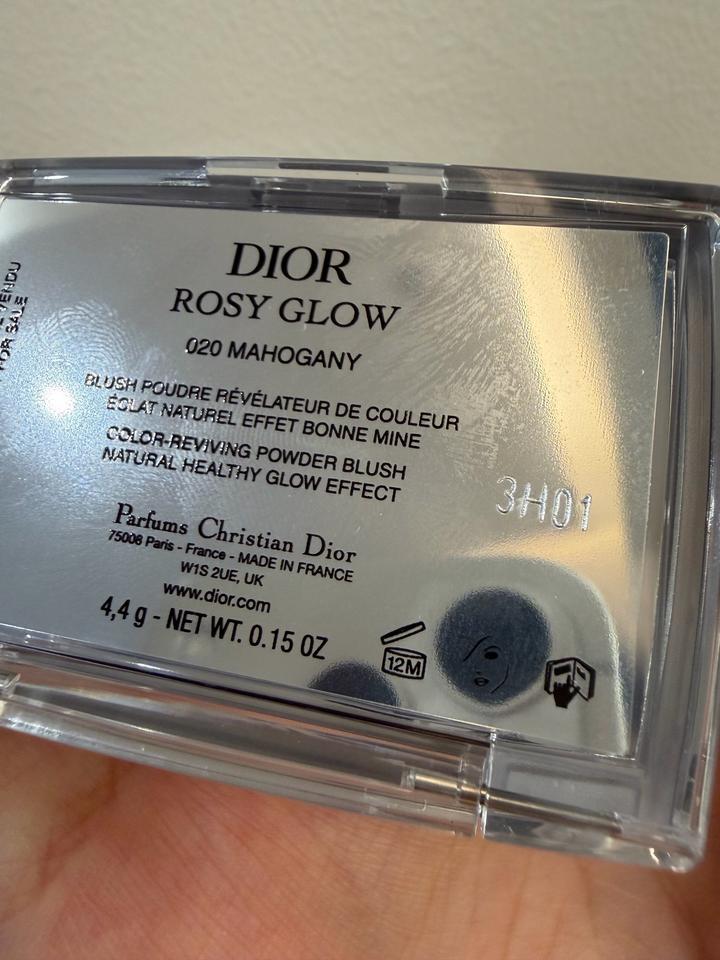 DIOR
ROSY GLOW
020 MAHOGANY
BLUSH POUDRE RÉVÉLATEUR DE COULEUR
ÉCLAT NATUREL EFFET BONNE MINE
COLOR-REVIVING POWDER BLUSH
NATURAL HEALTHY GLOW EFFECT
3H01
Parfums Christian Dior
75008 Paris - France - MADE IN FRANCE
W1S 2UE, UK
www.dior.com
4,4 g - NET WT. 0.15 OZ
12M
VENDU
FOR SALE